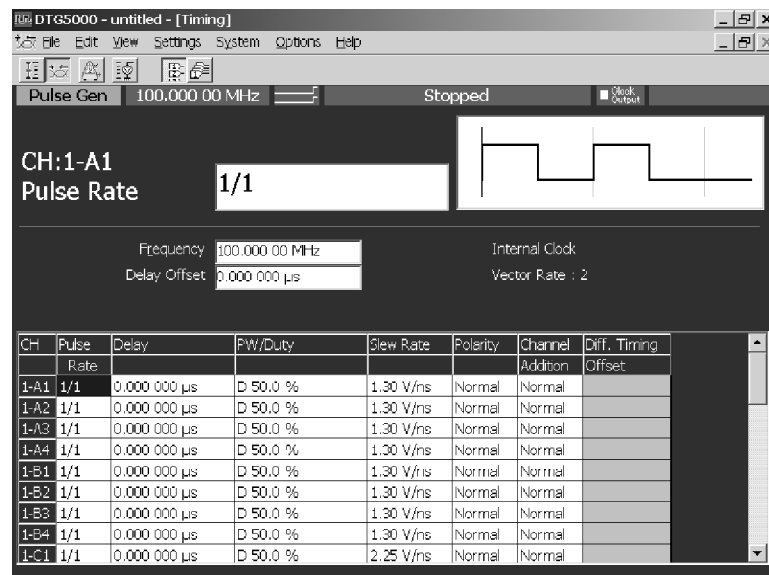 DTG5000 - untitled - [Timing]
File Edit View Settings System Options Help
Pulse Gen 100.000 00 MHz Stopped Clock Output
CH:1-A1
Pulse Rate 1/1
Frequency 100.000 00 MHz Internal Clock
Delay Offset 0.000 000 µs Vector Rate : 2
CH Pulse Delay PW/Duty Slew Rate Polarity Channel Diff. Timing
Rate Addition Offset
1-A1 1/1 0.000 000 µs D 50.0 % 1.30 V/ns Normal Normal
1-A2 1/1 0.000 000 µs D 50.0 % 1.30 V/ns Normal Normal
1-A3 1/1 0.000 000 µs D 50.0 % 1.30 V/ns Normal Normal
1-A4 1/1 0.000 000 µs D 50.0 % 1.30 V/ns Normal Normal
1-B1 1/1 0.000 000 µs D 50.0 % 1.30 V/ns Normal Normal
1-B2 1/1 0.000 000 µs D 50.0 % 1.30 V/ns Normal Normal
1-B3 1/1 0.000 000 µs D 50.0 % 1.30 V/ns Normal Normal
1-B4 1/1 0.000 000 µs D 50.0 % 1.30 V/ns Normal Normal
1-C1 1/1 0.000 000 µs D 50.0 % 2.25 V/ns Normal Normal